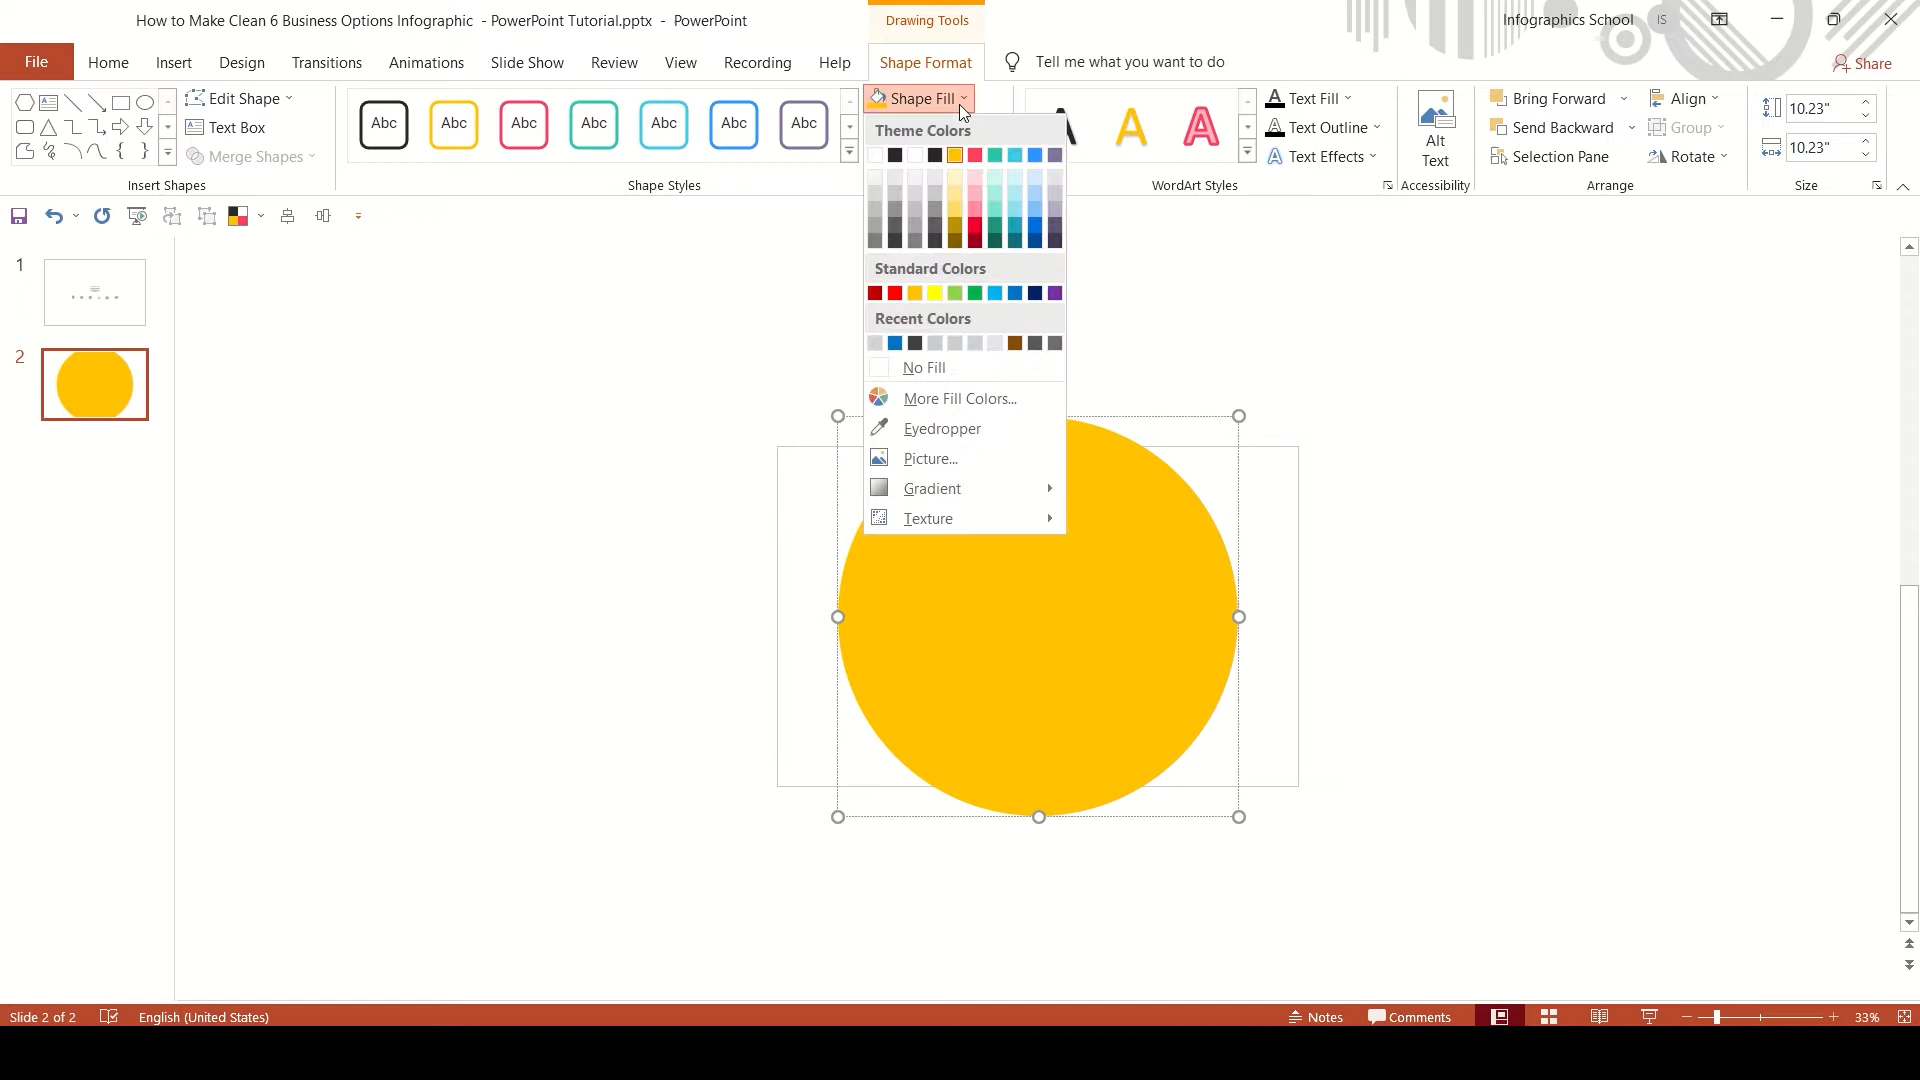 How to Make Clean 6 Business Options Infographic - PowerPoint Tutorial.pptx - PowerPoint
Drawing Tools
Infographics School IS
File Home Insert Design Transitions Animations Slide Show Review View Recording Help Shape Format Tell me what you want to do Share
Edit Shape
Text Box
Merge Shapes
Insert Shapes
Abc Abc Abc Abc Abc Abc Abc
Shape Styles
Shape Fill
Theme Colors
Standard Colors
Recent Colors
No Fill
More Fill Colors...
Eyedropper
Picture...
Gradient
Texture
A A A
Text Fill
Text Outline
Text Effects
WordArt Styles
Alt
Text
Accessibility
Bring Forward
Send Backward
Selection Pane
Align
Group
Rotate
Arrange
10.23"
10.23"
Size
1
2
Slide 2 of 2 English (United States) Notes Comments 33%